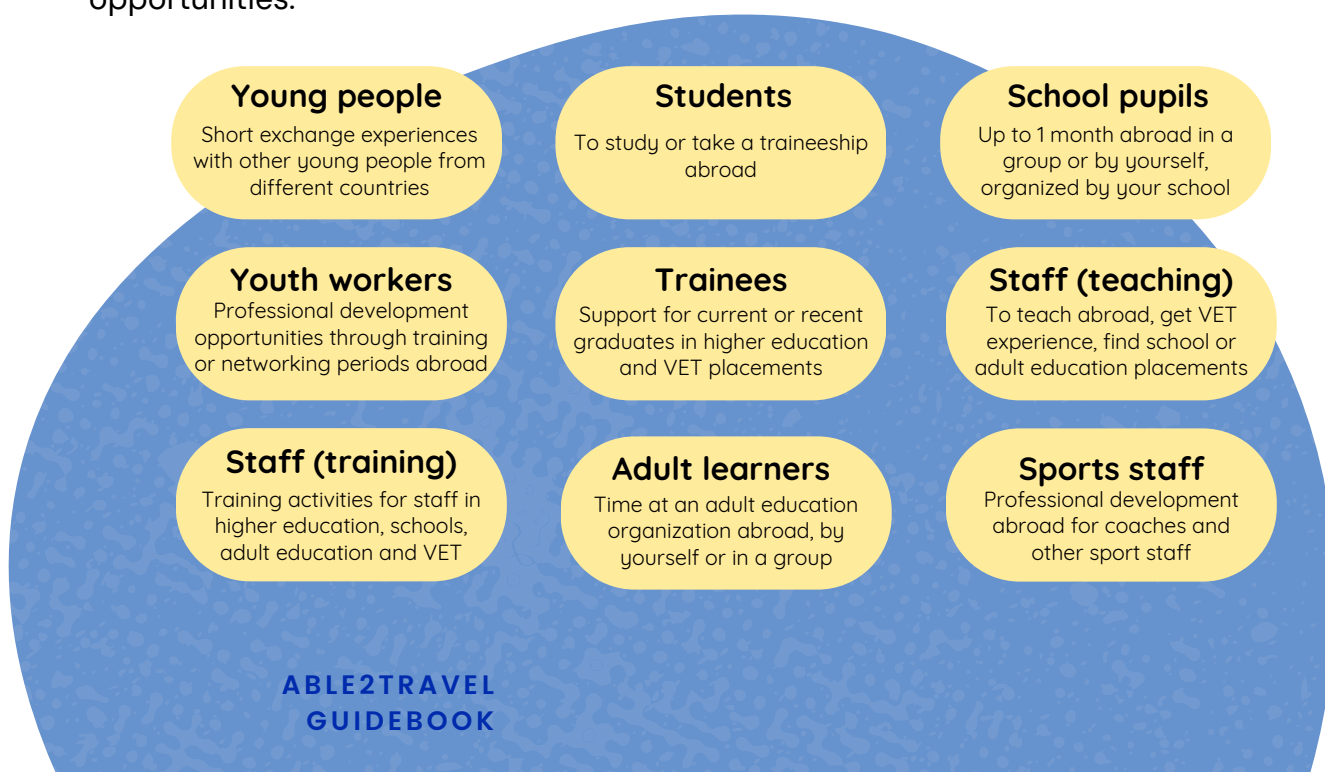 opportunities.
Young people
Short exchange experiences
with other young people from
different countries
Students
To study or take a traineeship
abroad
School pupils
Up to 1 month abroad in a
group or by yourself,
organized by your school
Youth workers
Professional development
opportunities through training
or networking periods abroad
Trainees
Support for current or recent
graduates in higher education
and VET placements
Staff (teaching)
To teach abroad, get VET
experience, find school or
adult education placements
Staff (training)
Training activities for staff in
higher education, schools,
adult education and VET
Adult learners
Time at an adult education
organization abroad, by
yourself or in a group
Sports staff
Professional development
abroad for coaches and
other sport staff
ABLE2TRAVEL
GUIDEBOOK